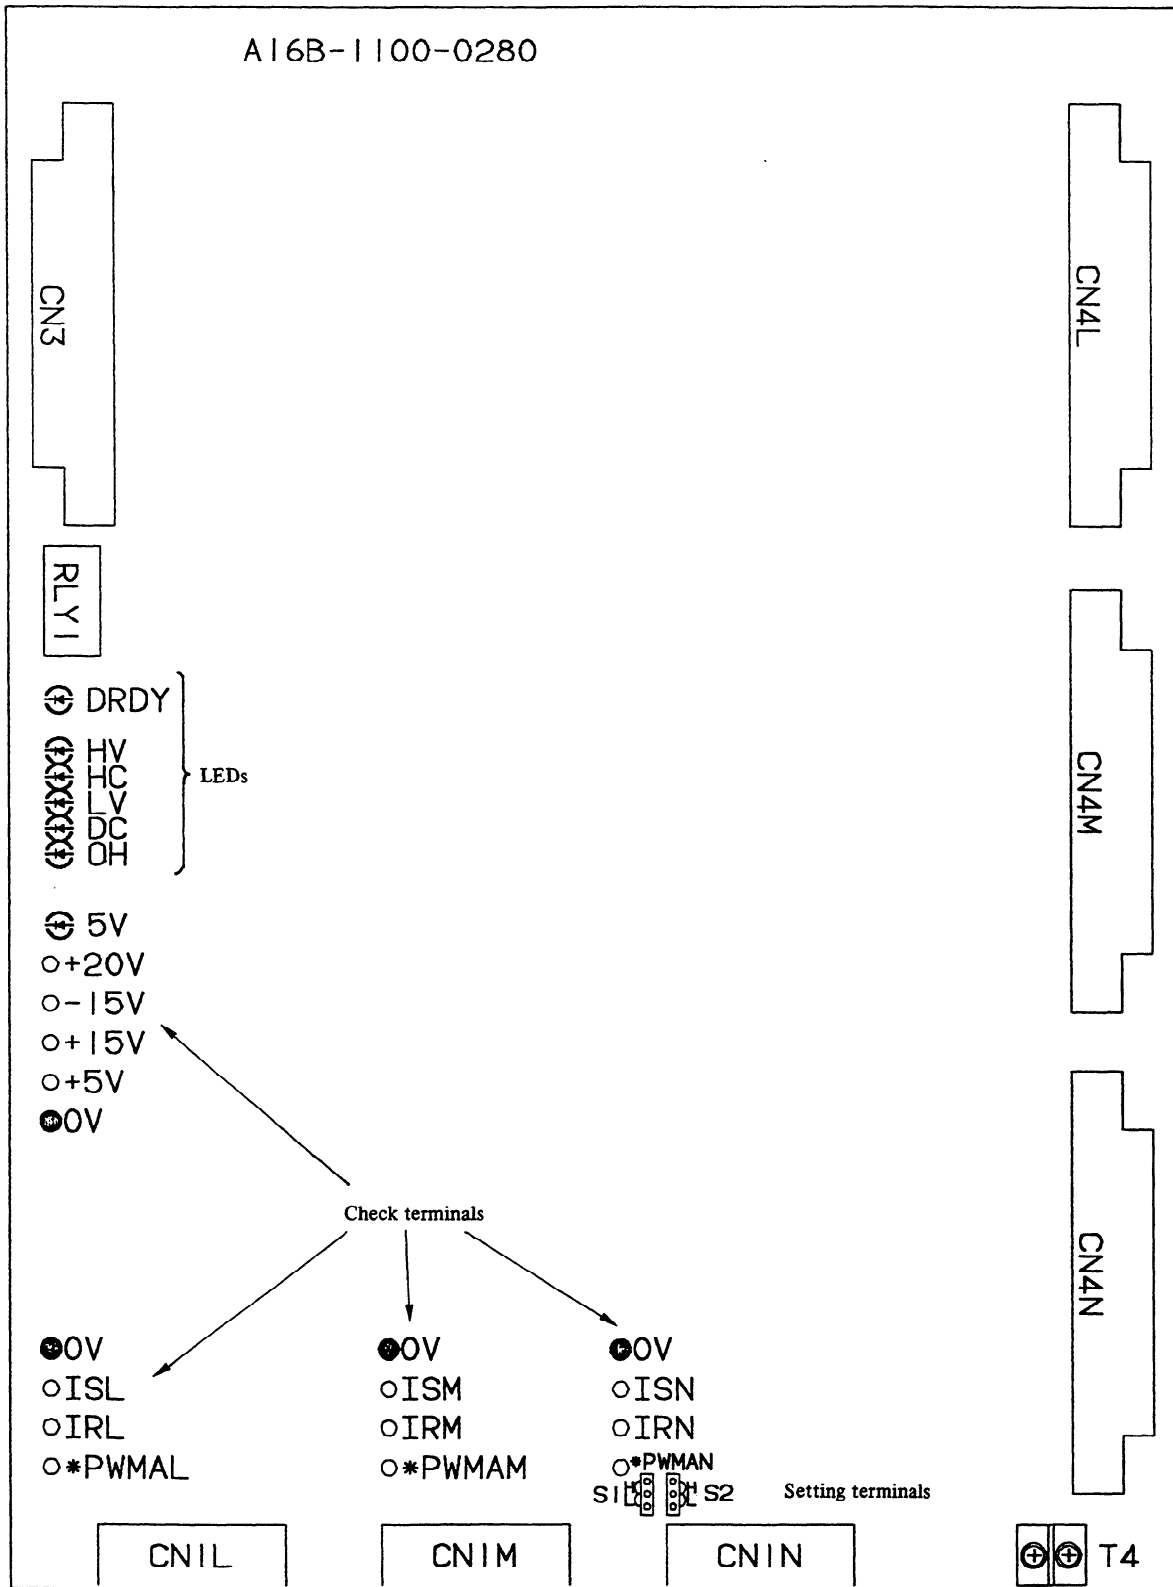 A16B-1100-0280
CN3
CN4L
RLY1
DRDY
HV
HC
LV
DC
OH
LEDs
CN4M
5V
+20V
-15V
+15V
+5V
0V
Check terminals
CN4N
0V
ISL
IRL
*PWMAL
0V
ISM
IRM
*PWMAM
0V
ISN
IRN
*PWMAN
S1 H L
H L S2
Setting terminals
CN1L
CN1M
CN1N
T4